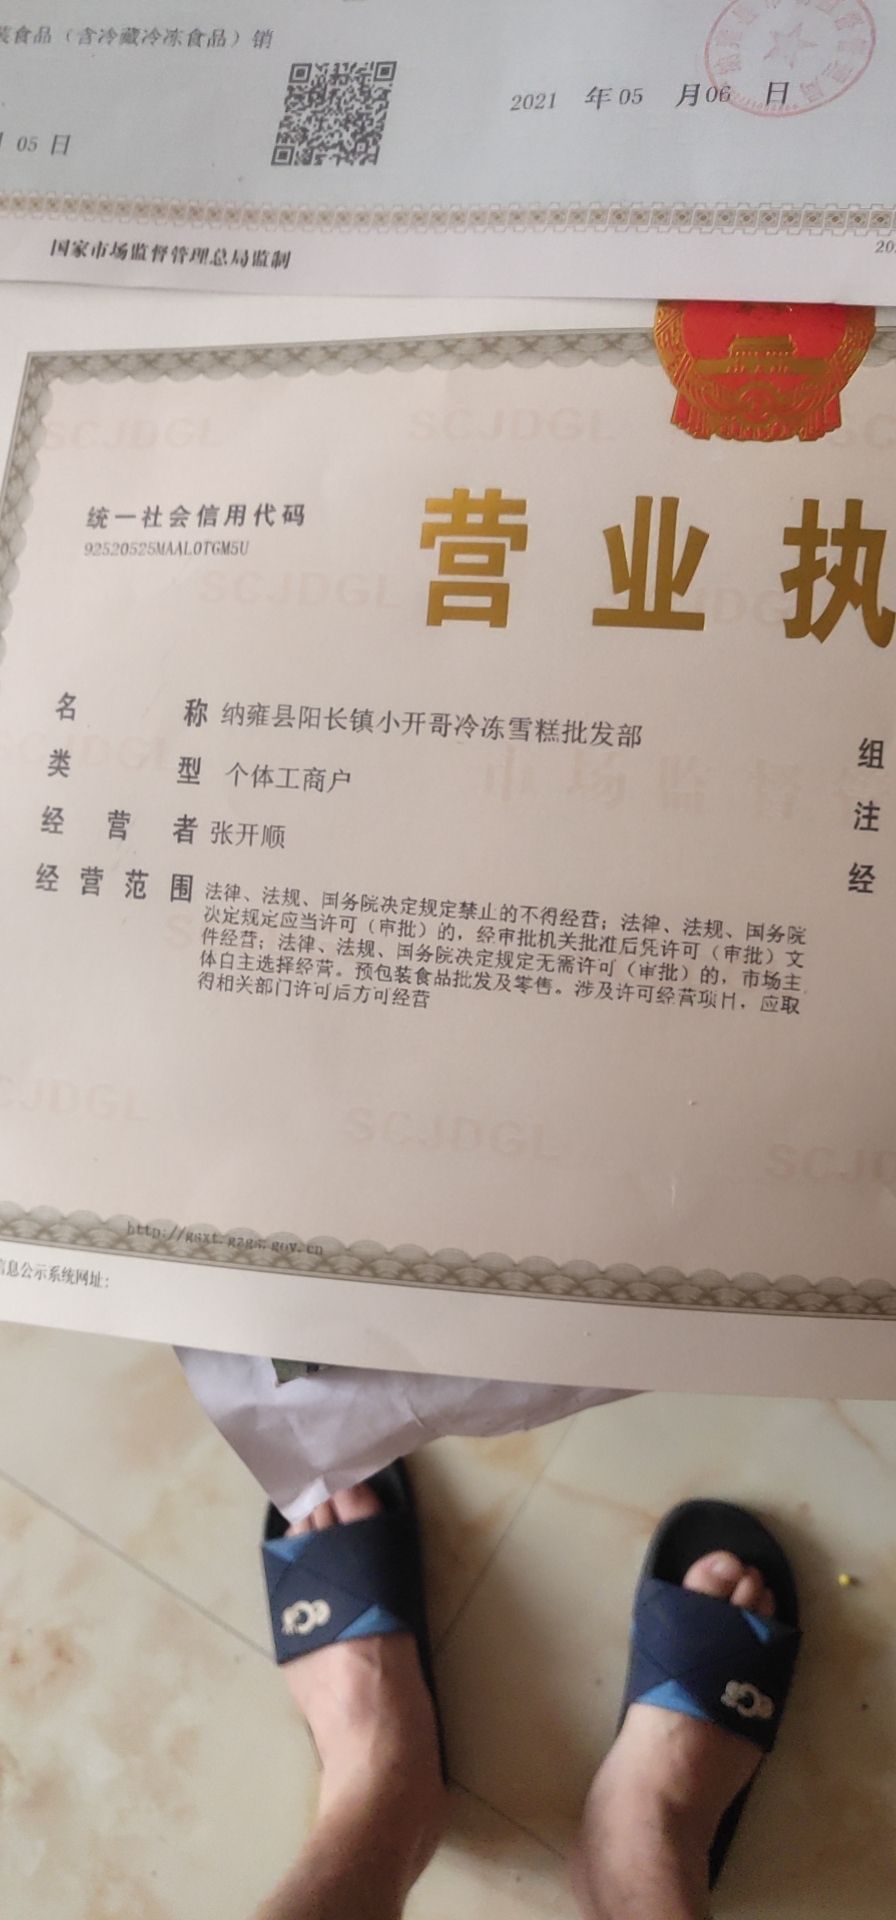 装食品（含冷藏冷冻食品）销
2021 年 05 月 06 日
05 日
国家市场监督管理总局监制
统一社会信用代码
92520525MAAL0TGM5U
营业执
名称 纳雍县阳长镇小开哥冷冻雪糕批发部
组
类型 个体工商户
注
经营者 张开顺
经
经营范围 法律、法规、国务院决定规定禁止的不得经营；法律、法规、国务院
决定规定应当许可（审批）的，经审批机关批准后凭许可（审批）文
件经营；法律、法规、国务院决定规定无需许可（审批）的，市场主
体自主选择经营。预包装食品批发及零售。涉及许可经营项目，应取
得相关部门许可后方可经营
SCJDGL
市场监督
http://gsxt.gzgs.gov.cn
信息公示系统网址：